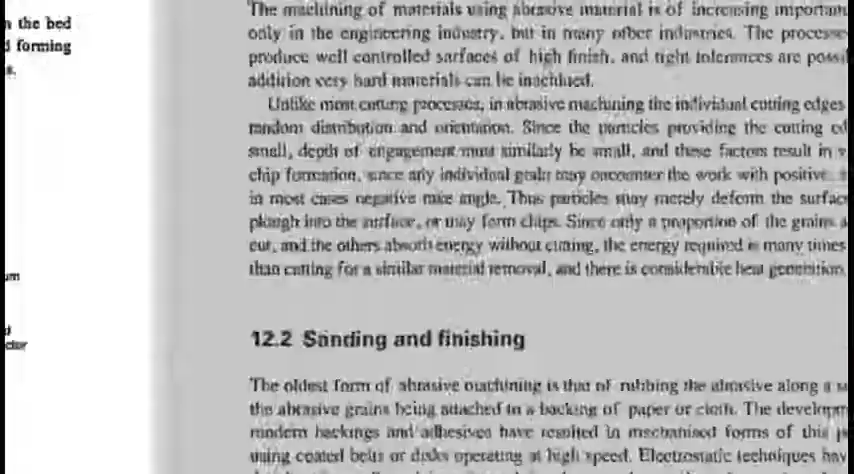 the bed
forming
The machining of materials using abrasive material is of increasing
only in the engineering industry, but in many other industries. The
produce well controlled surfaces of high finish, and tight tolerances are
addition very hard materials can be machined.
Unlike most cutting processes, in abrasive machining the individual cutting edges
random distribution and orientation. Since the particles providing the cutting
small, depth of engagement must similarly be small, and these factors result in
chip formation, since any individual grain may encounter the work with positive,
in most cases negative rake angle. Thus particles may merely deform the
plough into the surface, or may form chips. Since only a proportion of the grains
cut, and the others absorb energy without cutting, the energy required is many times
than cutting for a similar material removal, and there is considerable heat generation.
12.2 Sanding and finishing
The oldest form of abrasive machining is that of rubbing the abrasive along a
the abrasive grains being attached to a backing of paper or cloth. The
modern backings and adhesives have resulted in mechanised forms of this
using coated belts or disks operating at high speed. Electrostatic techniques